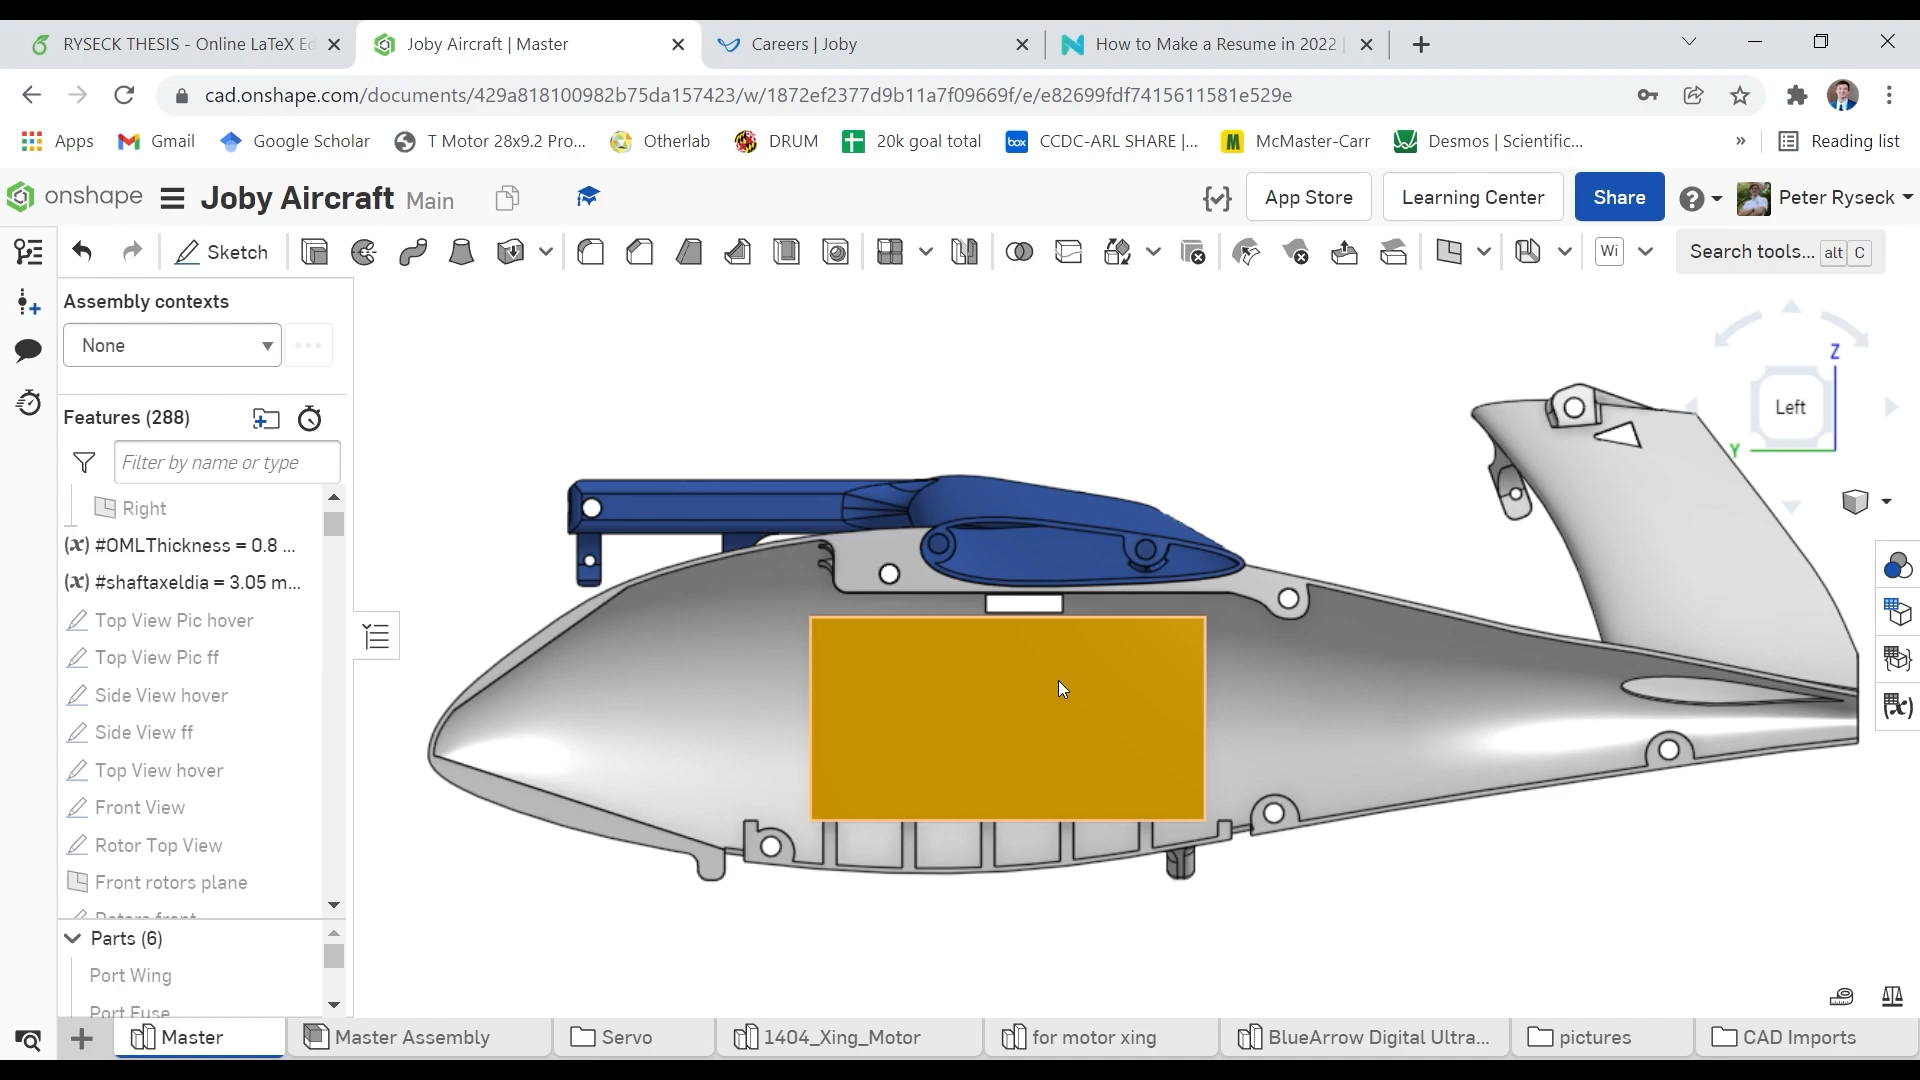 RYSECK THESIS - Online LaTeX Ed
Joby Aircraft | Master
Careers | Joby
How to Make a Resume in 2022 |
cad.onshape.com/documents/429a818100982b75da157423/w/1872ef2377d9b11a7f09669f/e/e82699fdf7415611581e529e
Apps
Gmail
Google Scholar
T Motor 28x9.2 Pro...
Otherlab
DRUM
20k goal total
box
CCDC-ARL SHARE |...
M
McMaster-Carr
Desmos | Scientific...
»
Reading list
onshape
Joby Aircraft Main
App Store
Learning Center
Share
Peter Ryseck
Sketch
Wi
Search tools... alt C
Assembly contexts
None
Features (288)
Filter by name or type
Right
(x) #OMLThickness = 0.8 ...
(x) #shaftaxeldia = 3.05 m...
Top View Pic hover
Top View Pic ff
Side View hover
Side View ff
Top View hover
Front View
Rotor Top View
Front rotors plane
Rotors front
Parts (6)
Port Wing
Port Fuse
Z
Left
Y
(x)
Master
Master Assembly
Servo
1404_Xing_Motor
for motor xing
BlueArrow Digital Ultra...
pictures
CAD Imports